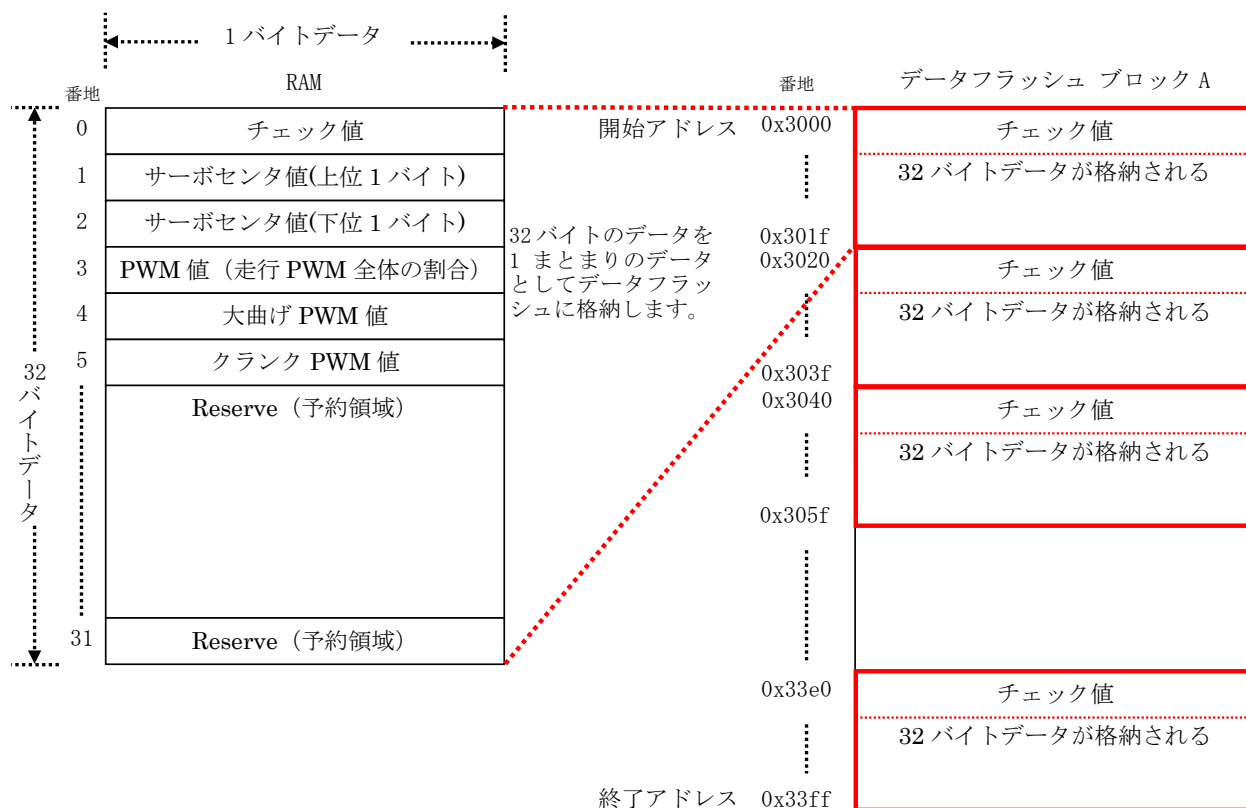 1 バイトデータ
RAM
番地
0
チェック値
1
サーボセンタ値(上位 1 バイト)
2
サーボセンタ値(下位 1 バイト)
3
PWM 値（走行 PWM 全体の割合）
4
大曲げ PWM 値
5
クランク PWM 値
Reserve（予約領域）
31
Reserve（予約領域）
32
バイトデータ
32 バイトのデータを
1 まとまりのデータ
としてデータフラッ
シュに格納します。
番地
データフラッシュ ブロック A
開始アドレス 0x3000
チェック値
32 バイトデータが格納される
0x301f
0x3020
チェック値
32 バイトデータが格納される
0x303f
0x3040
チェック値
32 バイトデータが格納される
0x305f
0x33e0
チェック値
32 バイトデータが格納される
終了アドレス 0x33ff